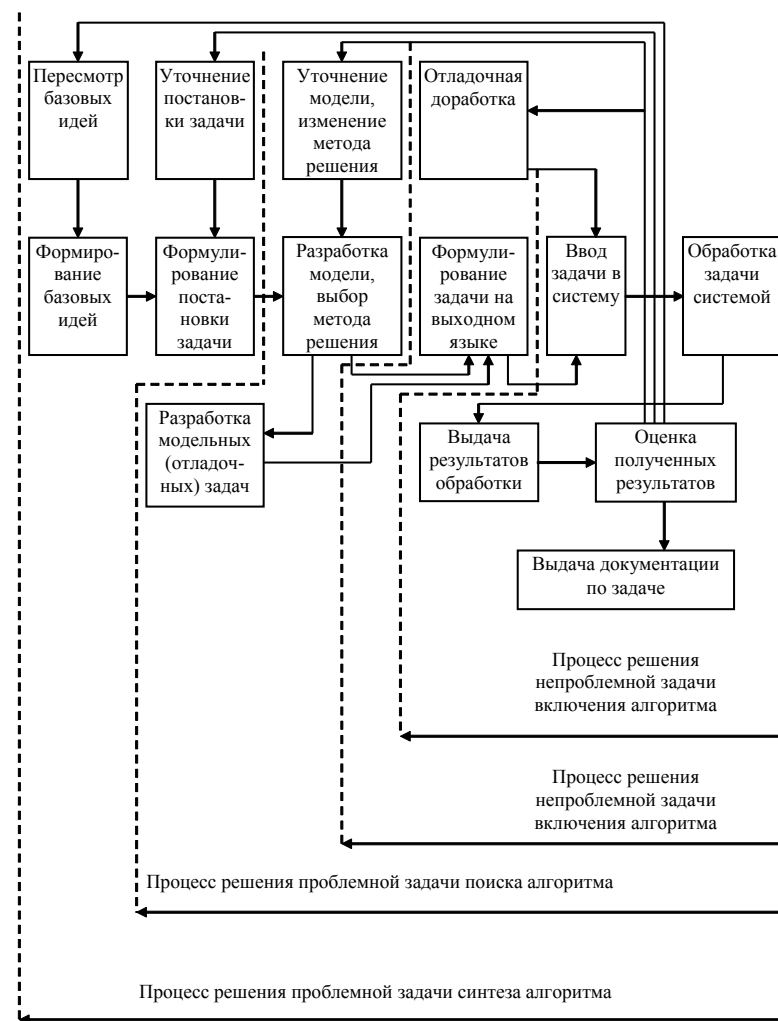 Пересмотр
базовых
идей
Уточнение
постанов-
ки задачи
Уточнение
модели,
изменение
метода
решения
Отладочная
доработка
Формиро-
вание
базовых
идей
Формули-
рование
поста-
новки
задачи
Разработка
модели,
выбор
метода
решения
Формули-
рование
задачи на
выходном
языке
Ввод
задачи в
систему
Обработка
задачи
системой
Разработка
модельных
(отладоч-
ных) задач
Выдача
результатов
обработки
Оценка
полученных
результатов
Выдача документации
по задаче
Процесс решения
непроблемной задачи
включения алгоритма
Процесс решения
непроблемной задачи
включения алгоритма
Процесс решения проблемной задачи поиска алгоритма
Процесс решения проблемной задачи синтеза алгоритма